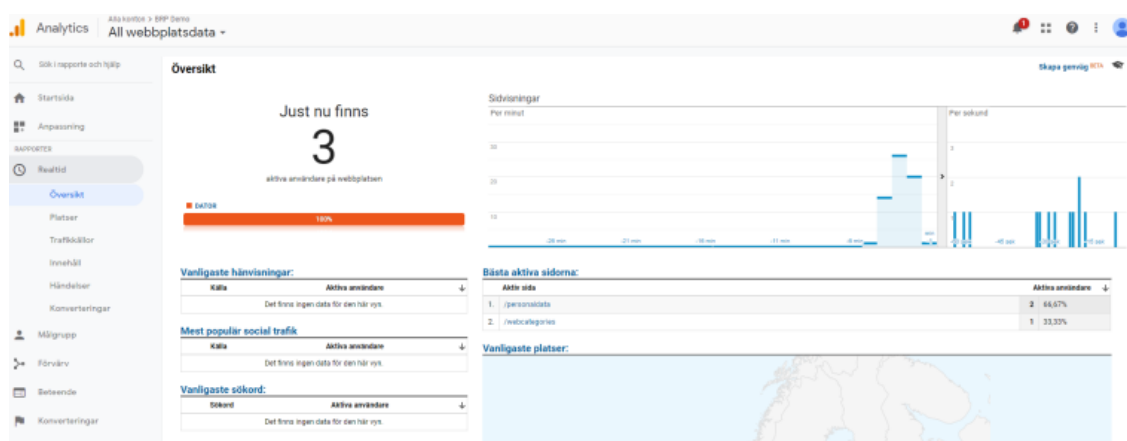 Alla konton > BRP Demo
Analytics
All webbplatsdata
1
Sök i rapporter och hjälp
Startsida
Anpassning
RAPPORTER
Realtid
Översikt
Platser
Trafikkällor
Innehåll
Händelser
Konverteringar
Målgrupp
Förvärv
Beteende
Konverteringar
Översikt
Skapa genväg BETA
Just nu finns
3
aktiva användare på webbplatsen
DATOR
100%
Sidvisningar
Per minut
30
20
10
-26 min
-21 min
-16 min
-11 min
-6 min
min
Per sekund
3
2
1
-45 sek
-15 sek
Vanligaste hänvisningar:
Källa Aktiva användare
Det finns ingen data för den här vyn.
Mest populär social trafik
Källa Aktiva användare
Det finns ingen data för den här vyn.
Vanligaste sökord:
Sökord Aktiva användare
Det finns ingen data för den här vyn.
Bästa aktiva sidorna:
Aktiv sida Aktiva användare
1. /personaldata 2 66,67%
2. /webcategories 1 33,33%
Vanligaste platser: